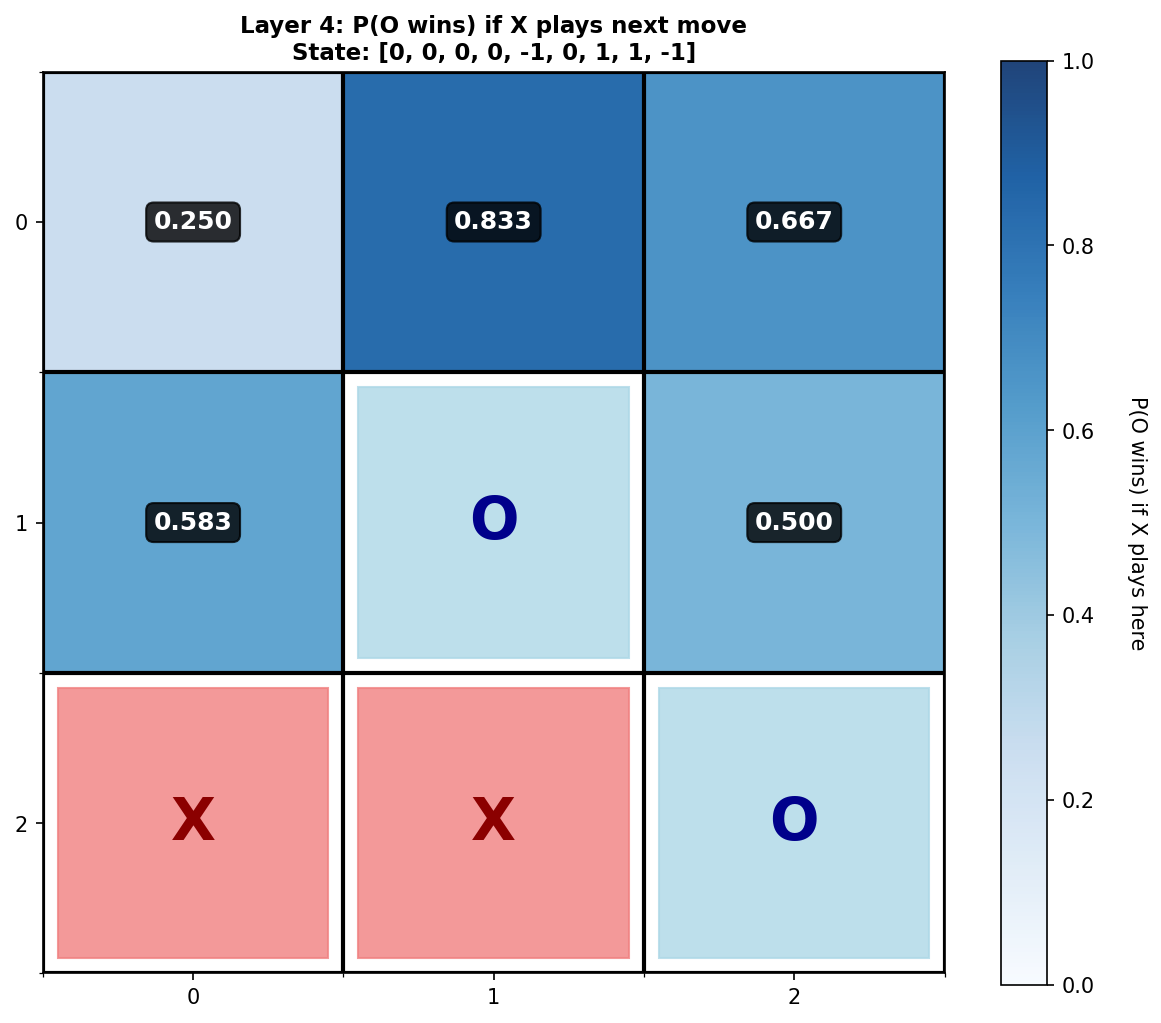 Layer 4: P(O wins) if X plays next move
State: [0, 0, 0, 0, -1, 0, 1, 1, -1]
0
0.250
0.833
0.667
1
0.583
O
0.500
2
X
X
O
0
1
2
1.0
0.8
0.6
0.4
0.2
0.0
P(O wins) if X plays here